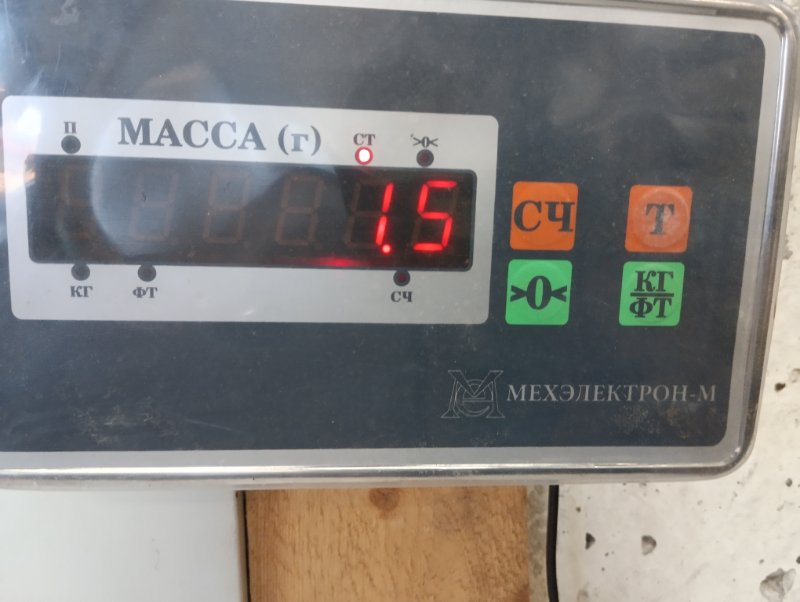 П
МАССА (г)
СТ
>0<
1.5
КГ
ФТ
СЧ
СЧ
Т
>0<
КГ
ФТ
МЕХЭЛЕКТРОН-М